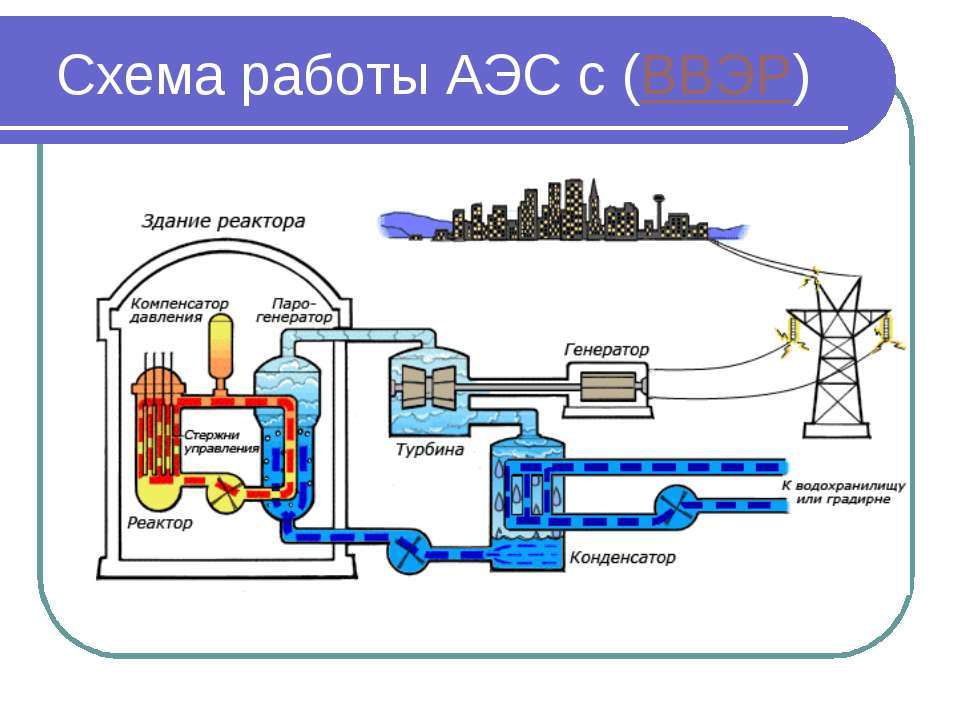 Схема работы АЭС с (ВВЭР)
Здание реактора
Компенсатор
давления
Паро-
генератор
Генератор
Стержни
управления
Турбина
К водохранилищу
или градирне
Реактор
Конденсатор